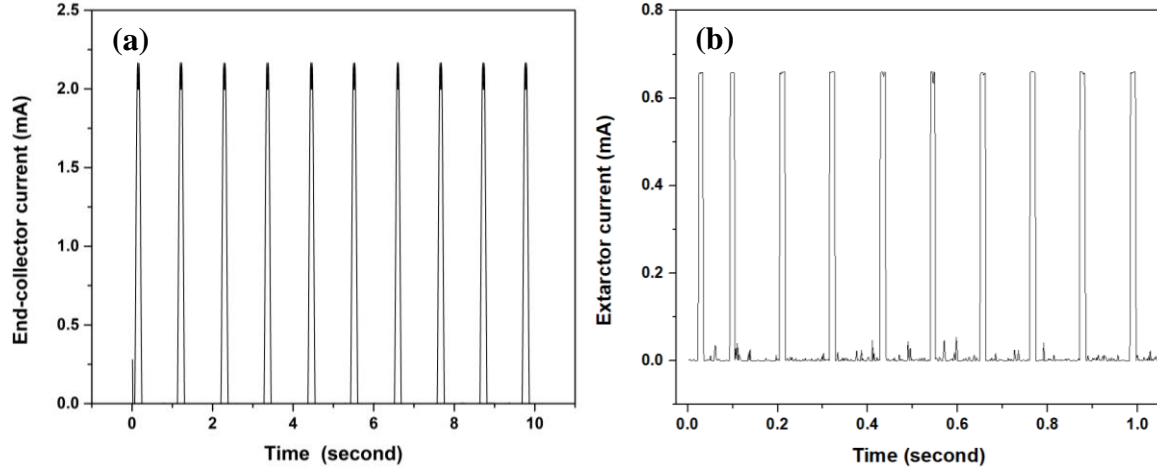 (a)
End-collector current (mA)
2.5
2.0
1.5
1.0
0.5
0.0
0 2 4 6 8 10
Time (second)
(b)
Extarctor current (mA)
0.8
0.6
0.4
0.2
0.0
0.0 0.2 0.4 0.6 0.8 1.0
Time (second)